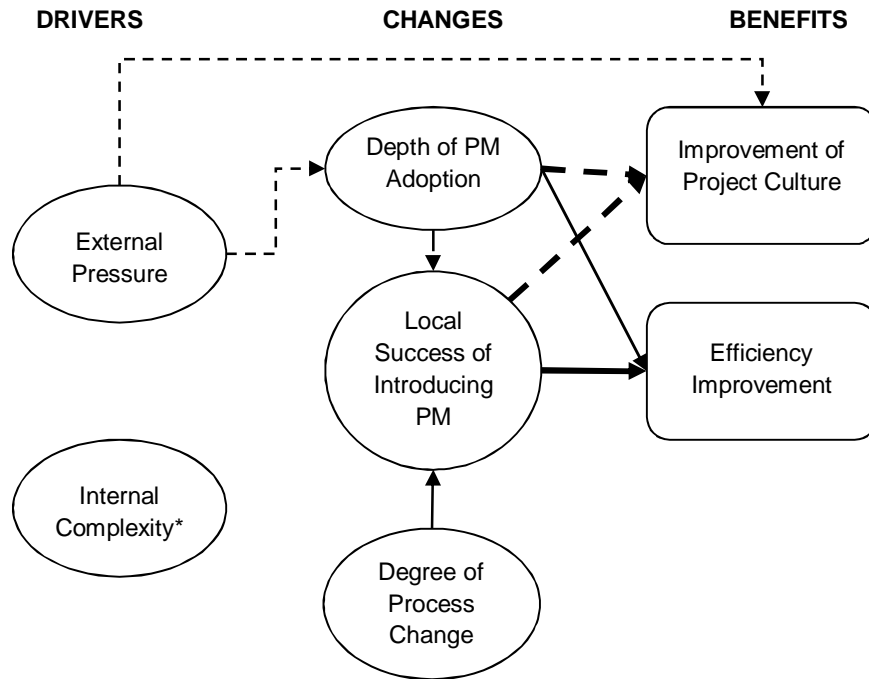 DRIVERS
CHANGES
BENEFITS
Depth of PM
Adoption
Improvement of
Project Culture
External
Pressure
Local
Success of
Introducing
PM
Efficiency
Improvement
Internal
Complexity*
Degree of
Process
Change